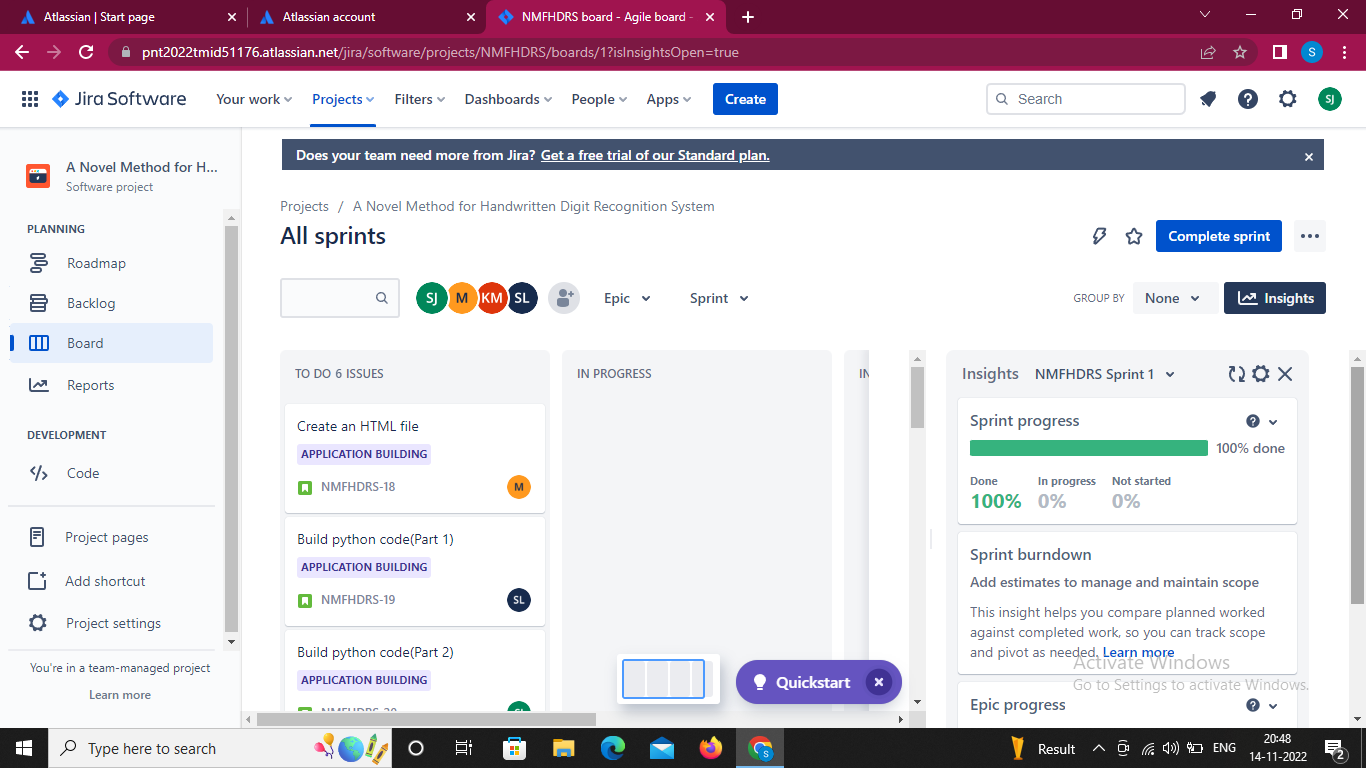 Atlassian | Start page
Atlassian account
NMFHDRS board - Agile board -
pnt2022tmid51176.atlassian.net/jira/software/projects/NMFHDRS/boards/1?isInsightsOpen=true
S
Jira Software
Your work
Projects
Filters
Dashboards
People
Apps
Create
Search
SJ
A Novel Method for H...
Software project
PLANNING
Roadmap
Backlog
Board
Reports
DEVELOPMENT
Code
Project pages
Add shortcut
Project settings
You're in a team-managed project
Learn more
Does your team need more from Jira? Get a free trial of our Standard plan.
Projects / A Novel Method for Handwritten Digit Recognition System
All sprints
Complete sprint
SJ M KM SL
Epic
Sprint
GROUP BY
None
Insights
TO DO 6 ISSUES
Create an HTML file
APPLICATION BUILDING
NMFHDRS-18
M
Build python code(Part 1)
APPLICATION BUILDING
NMFHDRS-19
SL
Build python code(Part 2)
APPLICATION BUILDING
NMFHDRS-20
SJ
IN PROGRESS
IN
Quickstart
Insights NMFHDRS Sprint 1
Sprint progress
100% done
Done In progress Not started
100% 0% 0%
Sprint burndown
Add estimates to manage and maintain scope
This insight helps you compare planned worked
against completed work, so you can track scope
and pivot as needed. Learn more
Epic progress
Activate Windows
Go to Settings to activate Windows.
Type here to search
S
Result
ENG
20:48
14-11-2022
2